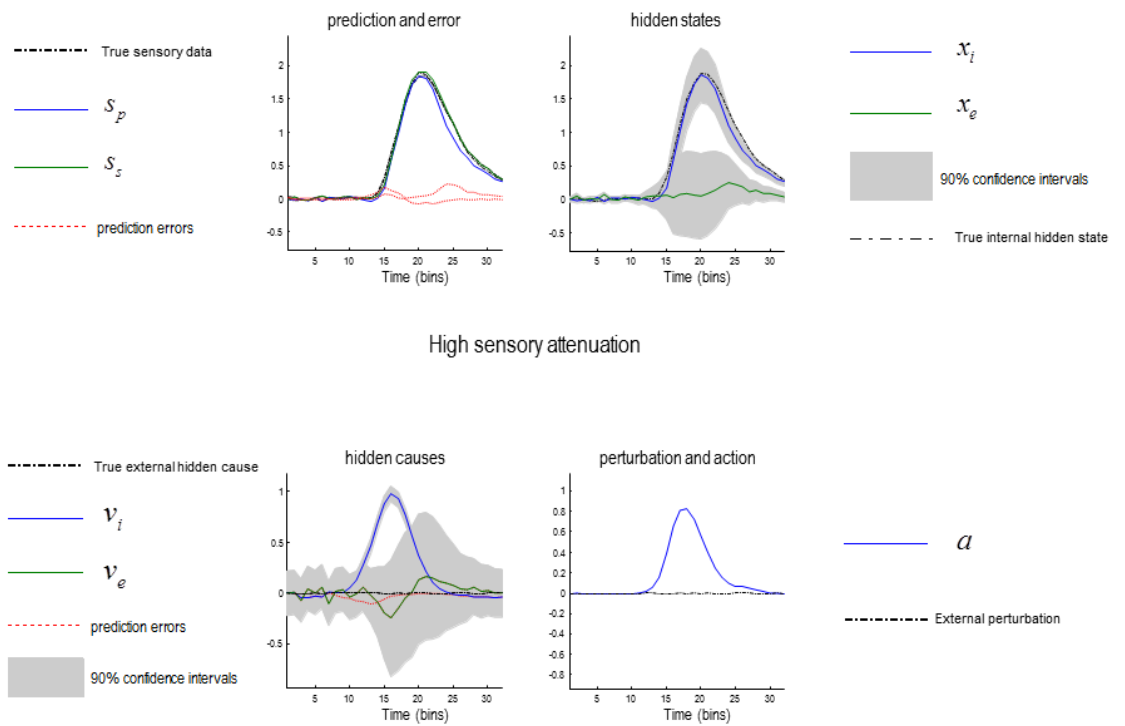 prediction and error
True sensory data
s_p
s_s
prediction errors
2
1.5
1
0.5
0
-0.5
5 10 15 20 25 30
Time (bins)
hidden states
2
1.5
1
0.5
0
-0.5
5 10 15 20 25 30
Time (bins)
x_i
x_e
90% confidence intervals
True internal hidden state
High sensory attenuation
hidden causes
True external hidden cause
v_i
v_e
prediction errors
90% confidence intervals
1
0.5
0
-0.5
5 10 15 20 25 30
Time (bins)
perturbation and action
1
0.8
0.6
0.4
0.2
0
-0.2
-0.4
-0.6
-0.8
5 10 15 20 25 30
Time (bins)
a
External perturbation